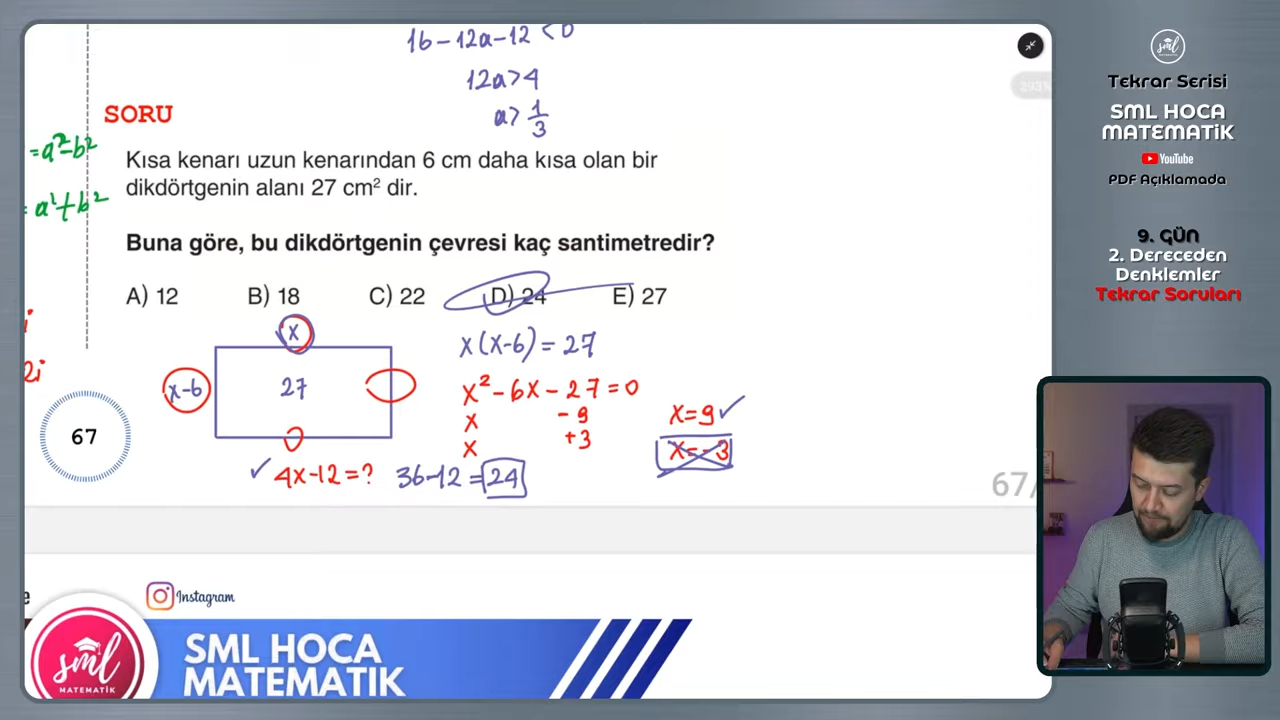 16 - 12a - 12 < 0
12a > 4
a > 1/3
SORU
= a² - b²
= a² + b²
Kısa kenarı uzun kenarından 6 cm daha kısa olan bir
dikdörtgenin alanı 27 cm² dir.
Buna göre, bu dikdörtgenin çevresi kaç santimetredir?
A) 12 B) 18 C) 22 D) 24 E) 27
x
x-6
27
x(x-6) = 27
x² - 6x - 27 = 0
x -9
x +3
x = 9 ✓
x = -3
✓ 4x-12 = ? 36-12 = 24
i
2i
67
67/
Instagram
sml
MATEMATİK
SML HOCA
MATEMATİK
293%
sml
Tekrar Serisi
SML HOCA
MATEMATİK
YouTube
PDF Açıklamada
9. GÜN
2. Dereceden
Denklemler
Tekrar Soruları